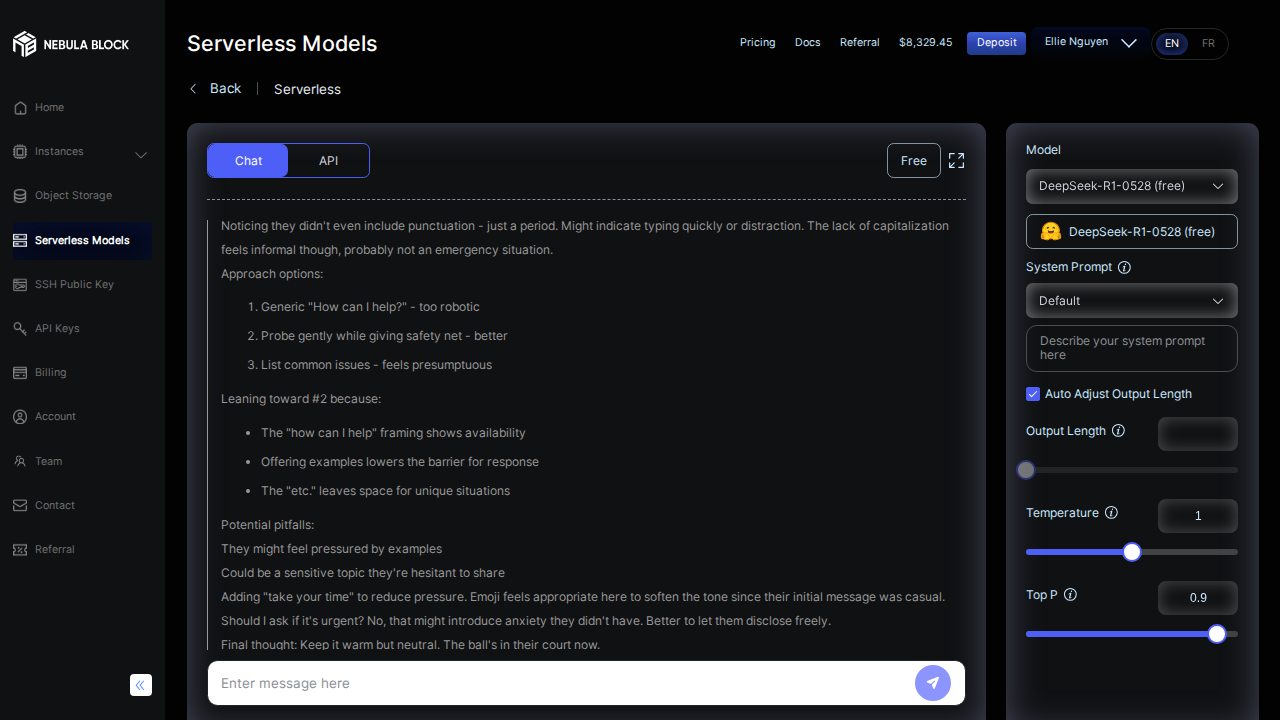 NEBULA BLOCK
Home
Instances
Object Storage
Serverless Models
SSH Public Key
API Keys
Billing
Account
Team
Contact
Referral
Serverless Models
Pricing
Docs
Referral
$8,329.45
Deposit
Ellie Nguyen
EN
FR
Back
Serverless
Chat
API
Free
Noticing they didn't even include punctuation - just a period. Might indicate typing quickly or distraction. The lack of capitalization
feels informal though, probably not an emergency situation.
Approach options:
1. Generic "How can I help?" - too robotic
2. Probe gently while giving safety net - better
3. List common issues - feels presumptuous
Leaning toward #2 because:
• The "how can I help" framing shows availability
• Offering examples lowers the barrier for response
• The "etc." leaves space for unique situations
Potential pitfalls:
They might feel pressured by examples
Could be a sensitive topic they're hesitant to share
Adding "take your time" to reduce pressure. Emoji feels appropriate here to soften the tone since their initial message was casual.
Should I ask if it's urgent? No, that might introduce anxiety they didn't have. Better to let them disclose freely.
Final thought: Keep it warm but neutral. The ball's in their court now.
Enter message here
Model
DeepSeek-R1-0528 (free)
DeepSeek-R1-0528 (free)
System Prompt
Default
Describe your system prompt
here
Auto Adjust Output Length
Output Length
Temperature
1
Top P
0.9